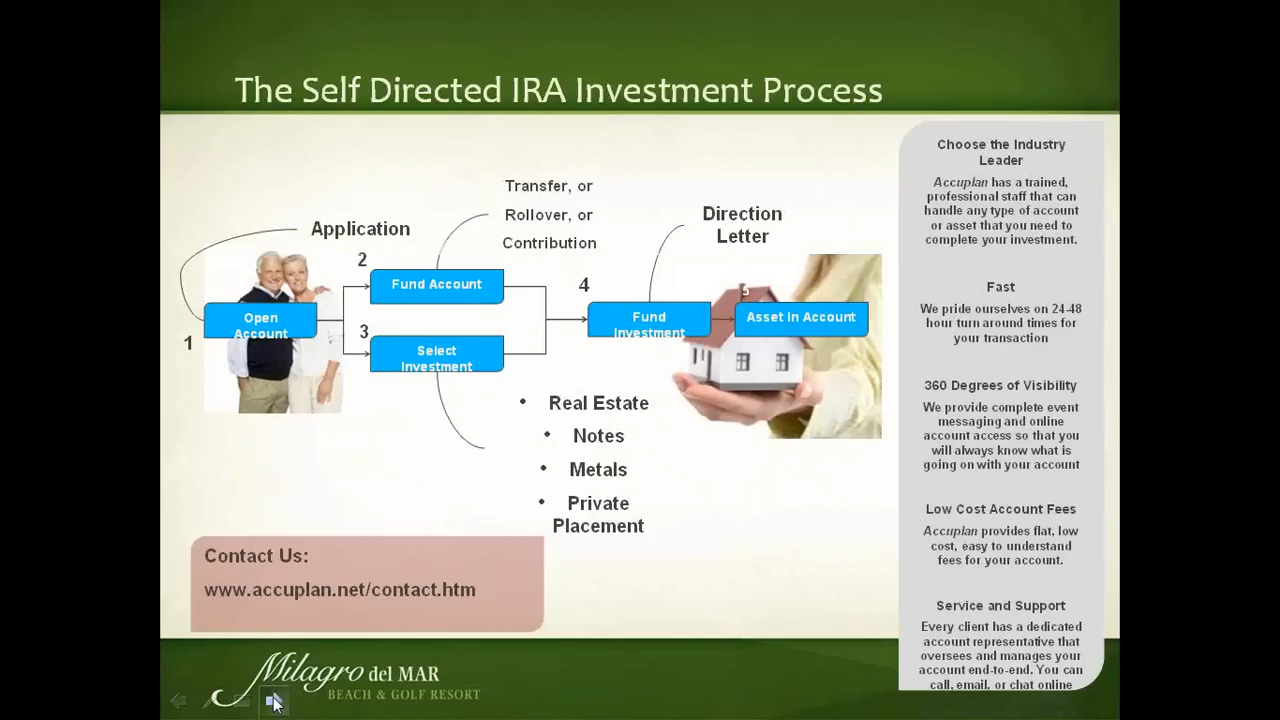 The Self Directed IRA Investment Process
Application
Transfer, or
Rollover, or
Contribution
Direction
Letter
1
Open
Account
2
Fund Account
3
Select
Investment
4
Fund
Investment
5
Asset In Account
• Real Estate
• Notes
• Metals
• Private
Placement
Contact Us:
www.accuplan.net/contact.htm
Choose the Industry
Leader
Accuplan has a trained,
professional staff that can
handle any type of account
or asset that you need to
complete your investment.
Fast
We pride ourselves on 24-48
hour turn around times for
your transaction
360 Degrees of Visibility
We provide complete event
messaging and online
account access so that you
will always know what is
going on with your account
Low Cost Account Fees
Accuplan provides flat, low
cost, easy to understand
fees for your account.
Service and Support
Every client has a dedicated
account representative that
oversees and manages your
account end-to-end. You can
call, email, or chat online
Milagro del MAR
BEACH & GOLF RESORT